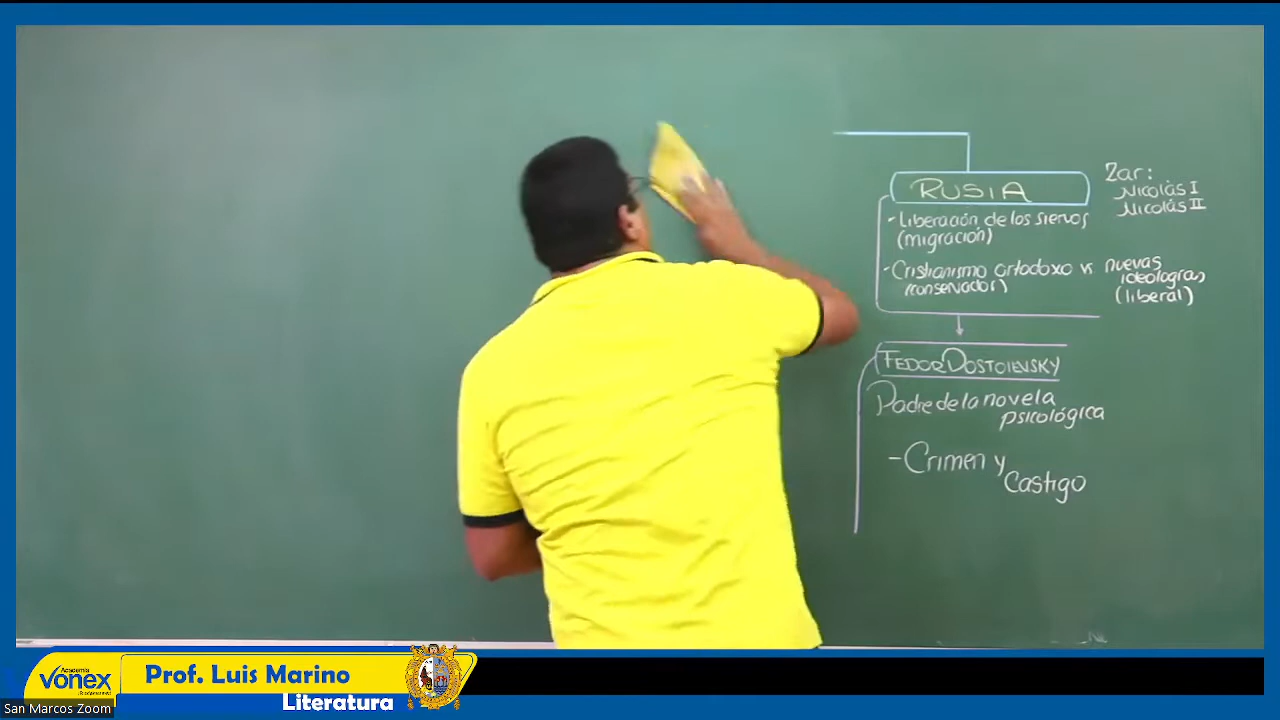 RUSIA
Zar:
Nicolás I
Nicolás II
- Liberación de los siervos
(migración)
- Cristianismo ortodoxo vs nuevas
(conservador) ideologías
(liberal)
FEDOR DOSTOIEVSKY
Padre de la novela
psicológica
- Crimen y
Castigo
Academia
VONEX
Prof. Luis Marino
Literatura
San Marcos Zoom